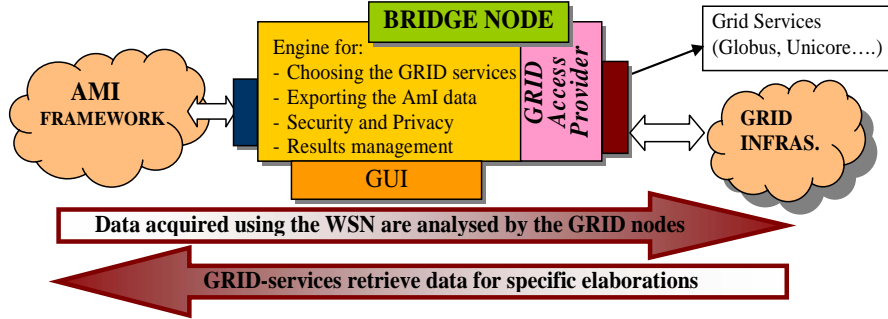 BRIDGE NODE
Grid Services
(Globus, Unicore….)
Engine for:
- Choosing the GRID services
- Exporting the AmI data
- Security and Privacy
- Results management
GRID
Access
Provider
AMI
FRAMEWORK
GRID
INFRAS.
GUI
Data acquired using the WSN are analysed by the GRID nodes
GRID-services retrieve data for specific elaborations